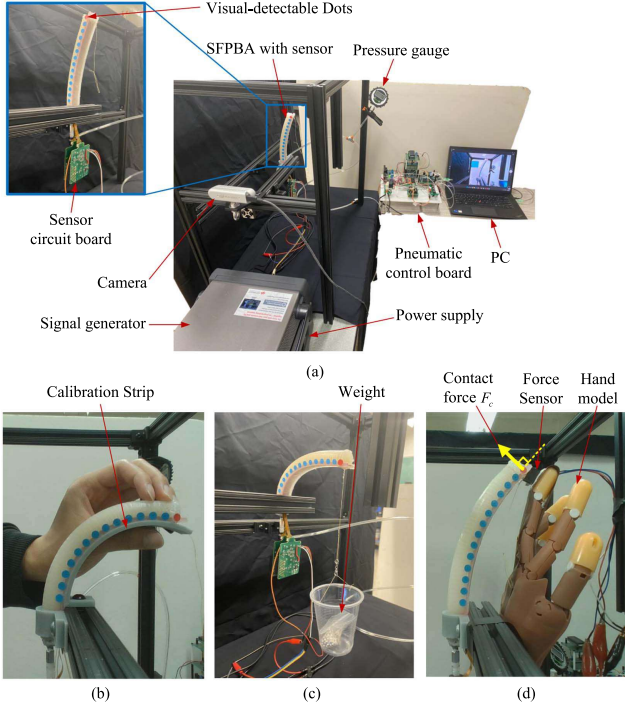 Visual-detectable Dots
SFPBA with sensor
Pressure gauge
Sensor
circuit board
Camera
Signal generator
Pneumatic
control board
PC
Power supply
(a)
Calibration Strip
Weight
Contact
force F_c
Force
Sensor
Hand
model
(b)
(c)
(d)